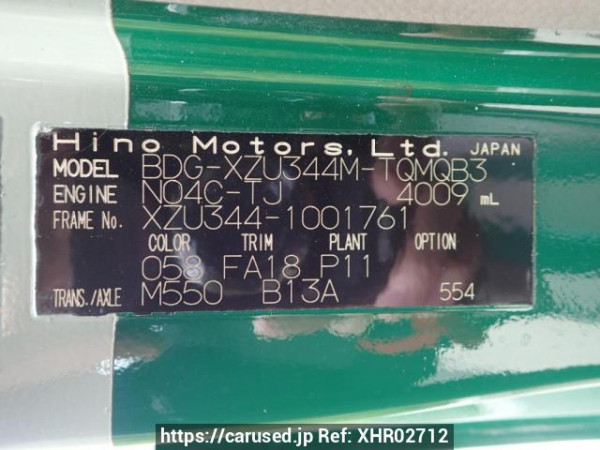 Hino Motors, Ltd. JAPAN
MODEL BDG-XZU344M-TQMQB3
ENGINE N04C-TJ 4009 mL
FRAME No. XZU344-1001761
COLOR TRIM PLANT OPTION
058 FA18 P11
TRANS./AXLE M550 B13A 554
https://carused.jp Ref: XHR02712